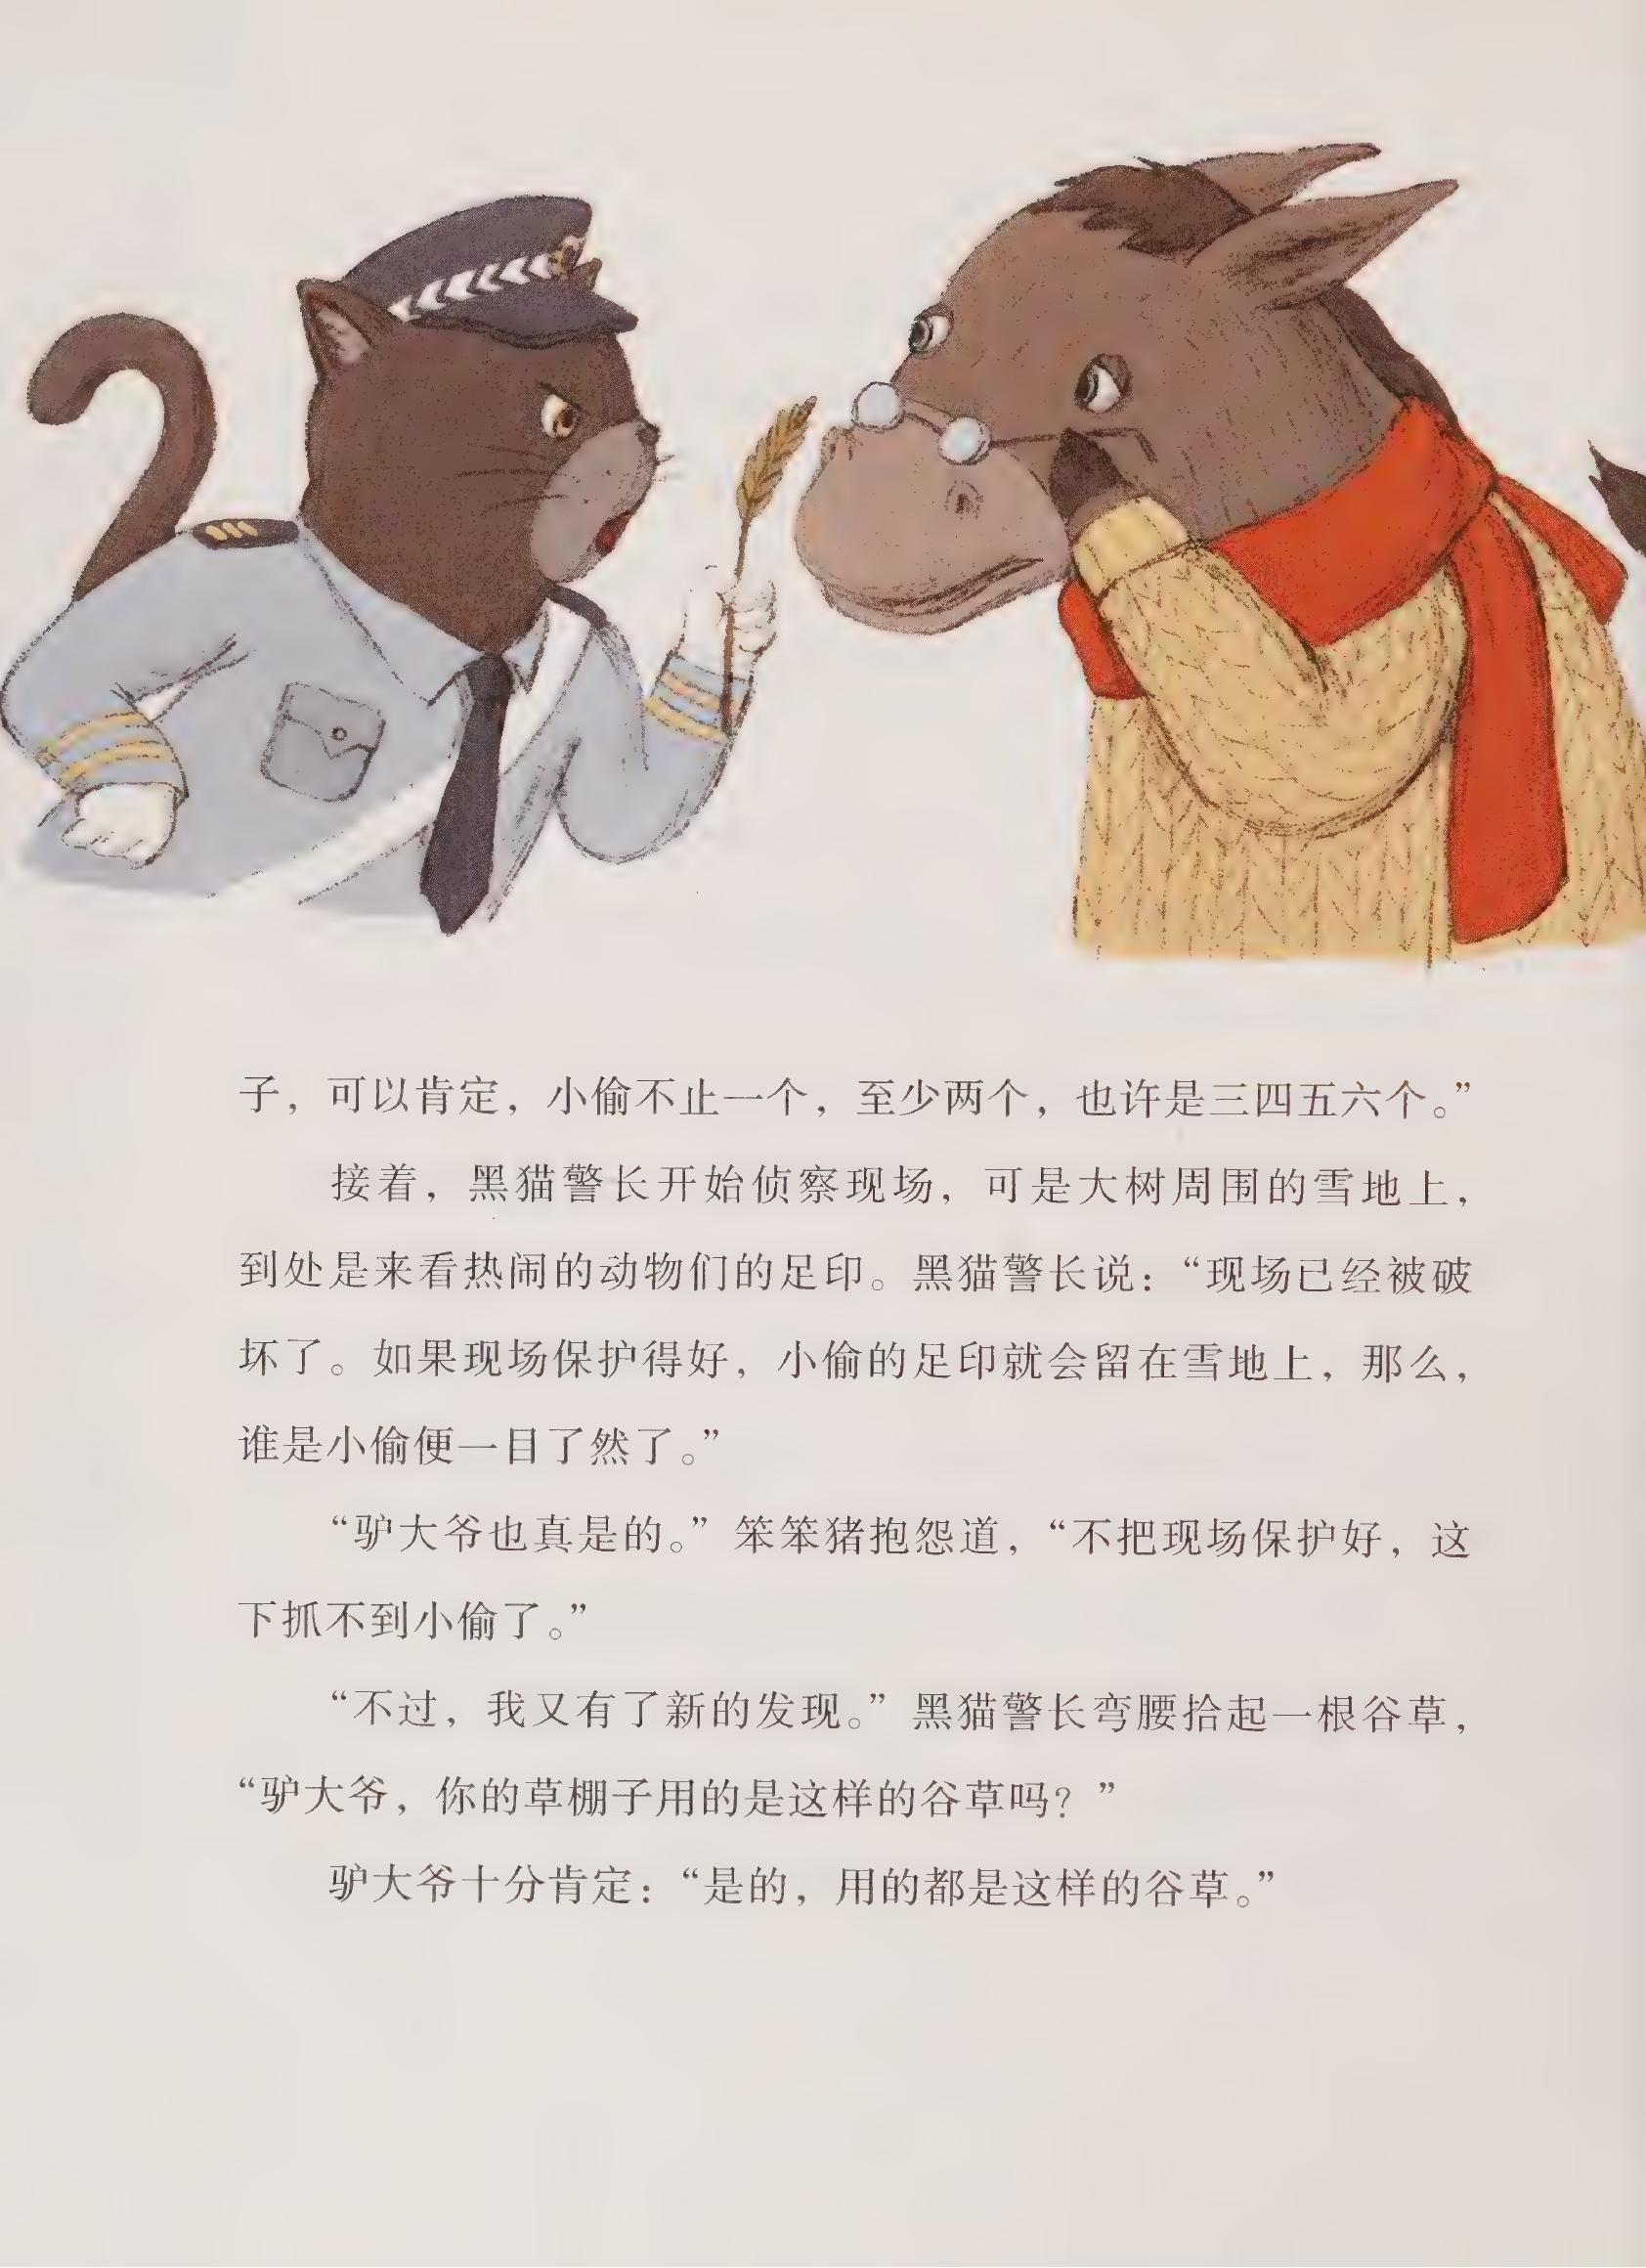 子，可以肯定，小偷不止一个，至少两个，也许是三四五六个。”
接着，黑猫警长开始侦察现场，可是大树周围的雪地上，
到处是来看热闹的动物们的足印。黑猫警长说：“现场已经被破
坏了。如果现场保护得好，小偷的足印就会留在雪地上，那么，
谁是小偷便一目了然了。”
“驴大爷也真是的。”笨笨猪抱怨道，“不把现场保护好，这
下抓不到小偷了。”
“不过，我又有了新的发现。”黑猫警长弯腰拾起一根谷草，
“驴大爷，你的草棚子用的是这样的谷草吗？”
驴大爷十分肯定：“是的，用的都是这样的谷草。”